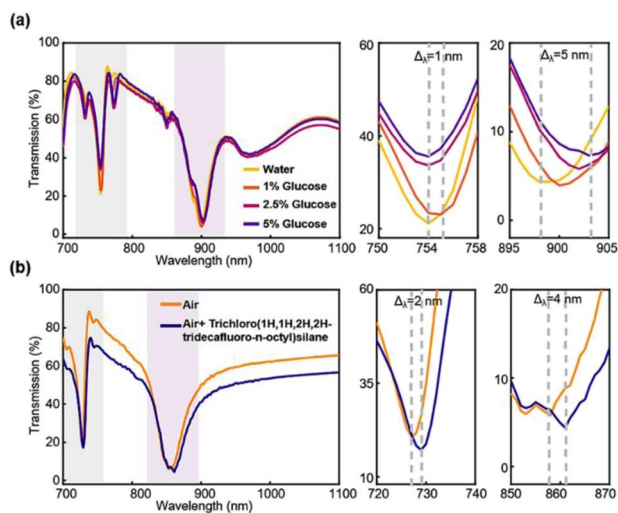 (a)
100
80
60
40
20
0
Transmission (%)
Water
1% Glucose
2.5% Glucose
5% Glucose
700 800 900 1000 1100
Wavelength (nm)
60
40
20
Δλ=1 nm
750 754 758
20
10
0
Δλ=5 nm
895 900 905
(b)
100
80
60
40
20
0
Transmission (%)
Air
Air+ Trichloro(1H,1H,2H,2H-
tridecafluoro-n-octyl)silane
700 800 900 1000 1100
Wavelength (nm)
60
35
10
Δλ=2 nm
720 730 740
20
10
0
Δλ=4 nm
850 860 870